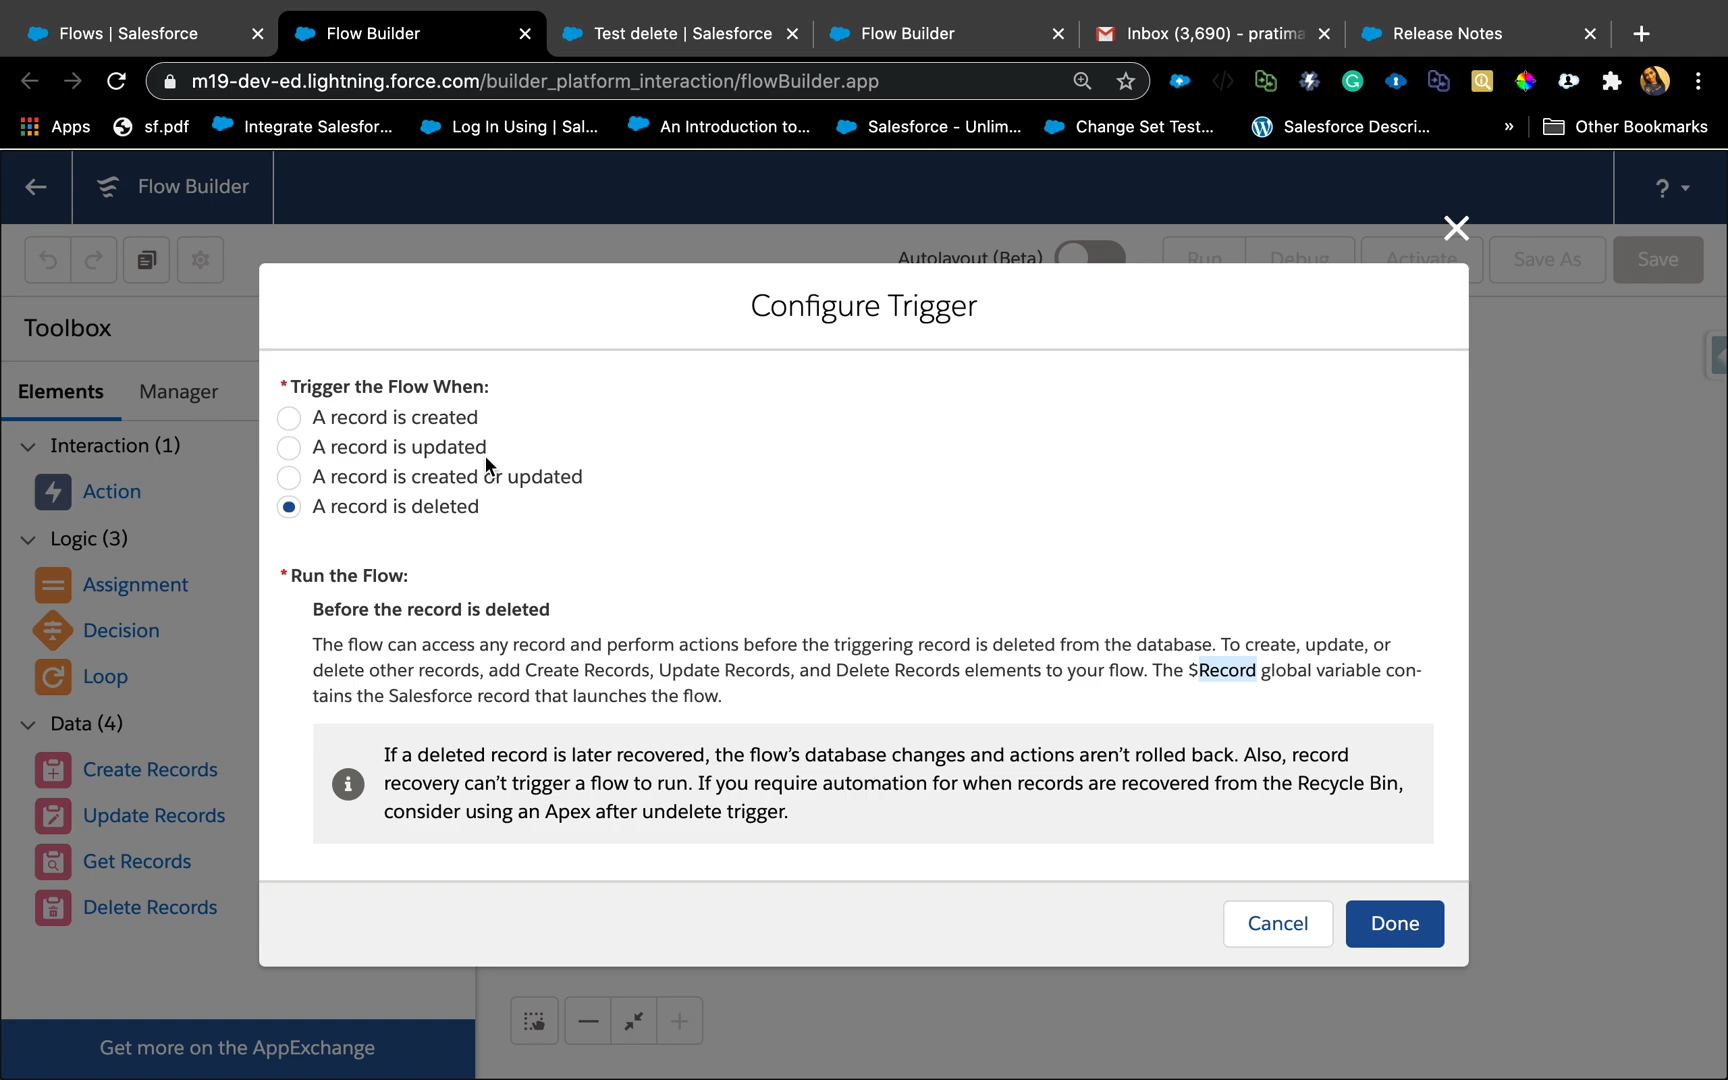 Flows | Salesforce
Flow Builder
Test delete | Salesforce
Flow Builder
Inbox (3,690) - pratima
Release Notes
m19-dev-ed.lightning.force.com/builder_platform_interaction/flowBuilder.app
Apps
sf.pdf
Integrate Salesfor...
Log In Using | Sal...
An Introduction to...
Salesforce - Unlim...
Change Set Test...
Salesforce Descri...
»
Other Bookmarks
Flow Builder
?
Autolayout (Beta)
Run
Debug
Activate
Save As
Save
Toolbox
Elements
Manager
Interaction (1)
Action
Logic (3)
Assignment
Decision
Loop
Data (4)
Create Records
Update Records
Get Records
Delete Records
Get more on the AppExchange
Configure Trigger
*Trigger the Flow When:
A record is created
A record is updated
A record is created or updated
A record is deleted
*Run the Flow:
Before the record is deleted
The flow can access any record and perform actions before the triggering record is deleted from the database. To create, update, or
delete other records, add Create Records, Update Records, and Delete Records elements to your flow. The $Record global variable con-
tains the Salesforce record that launches the flow.
If a deleted record is later recovered, the flow's database changes and actions aren't rolled back. Also, record
recovery can't trigger a flow to run. If you require automation for when records are recovered from the Recycle Bin,
consider using an Apex after undelete trigger.
Cancel
Done